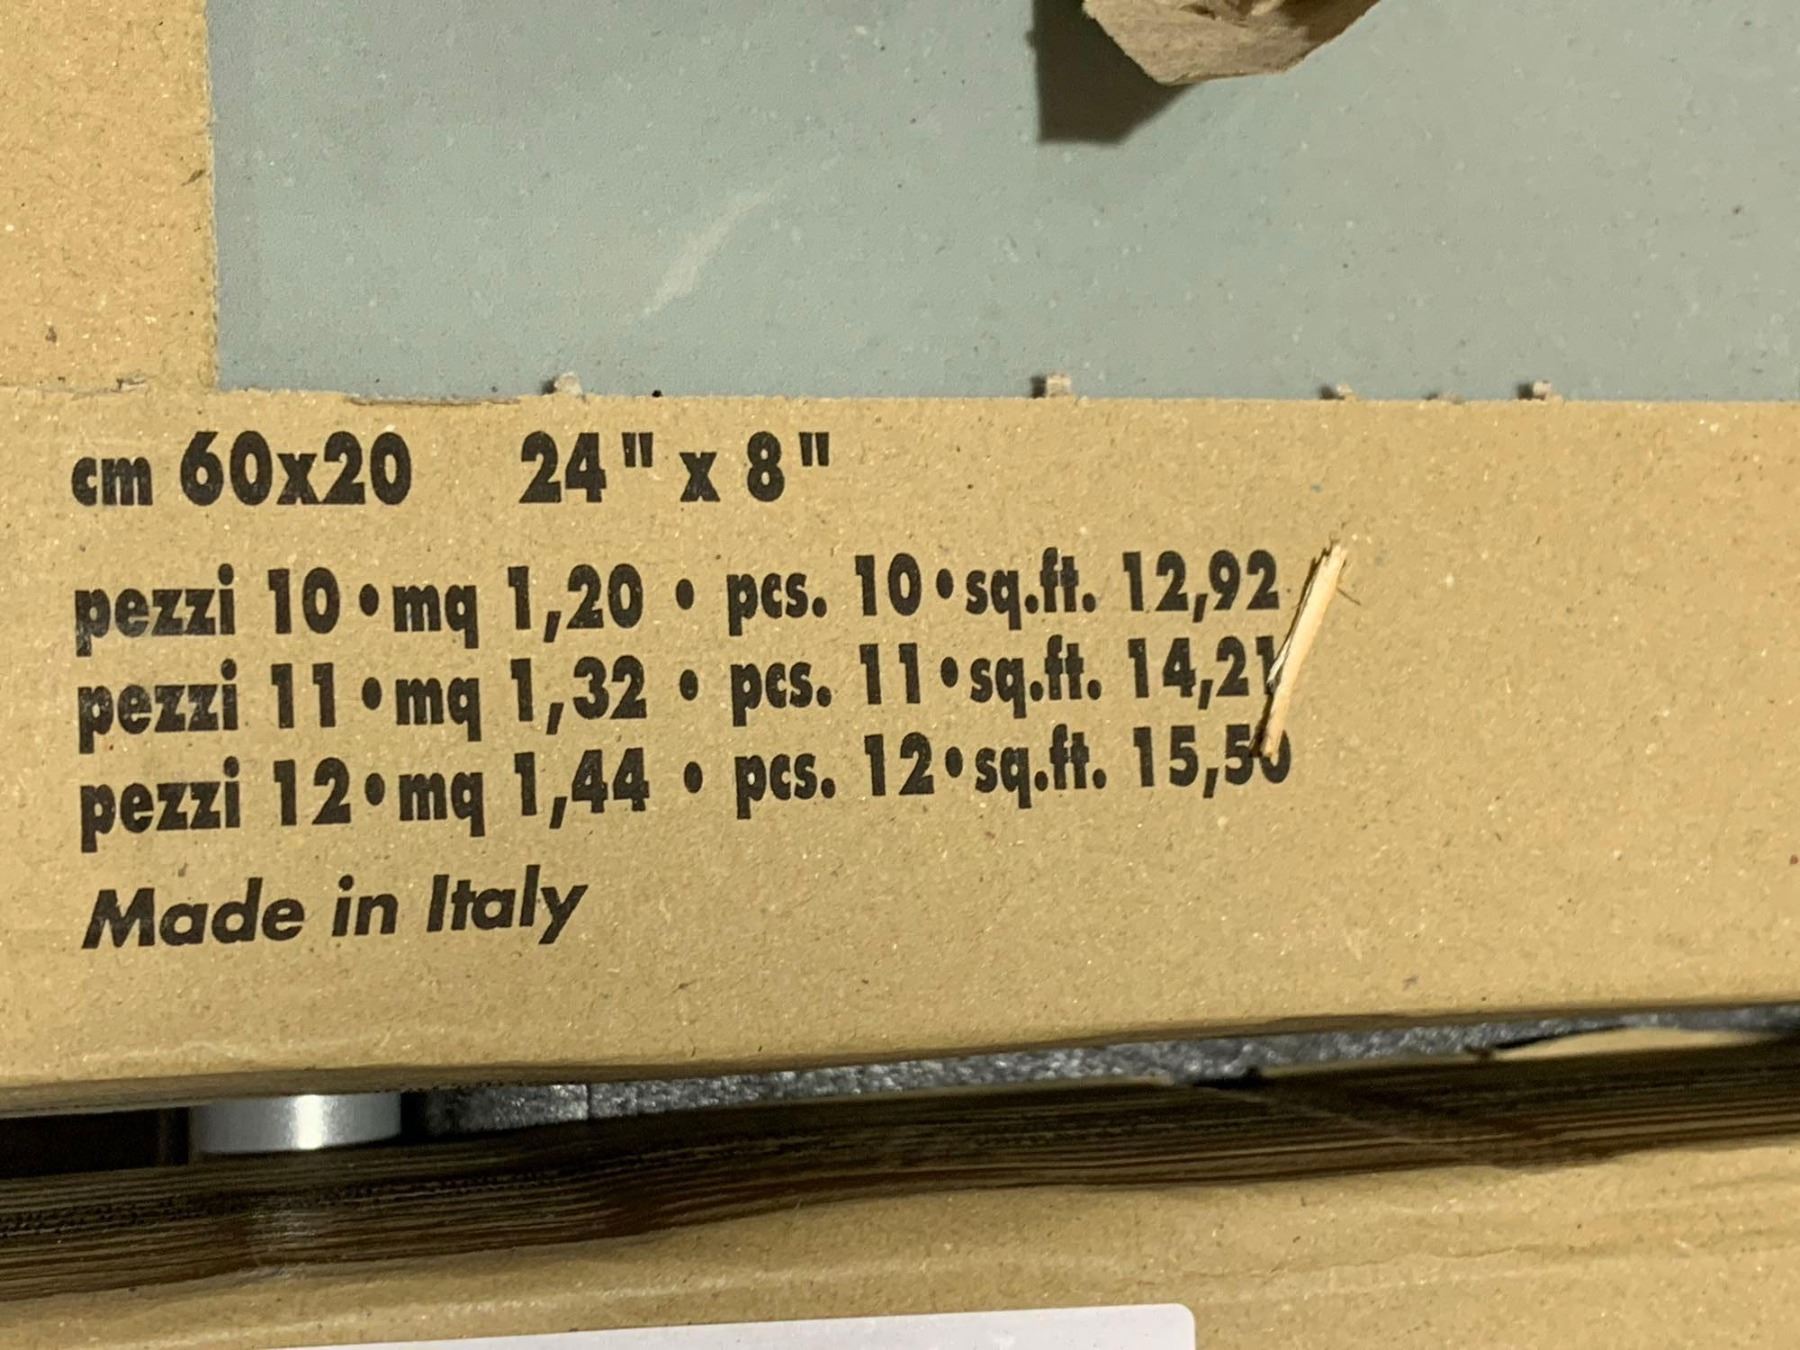 cm 60x20 24" x 8"
pezzi 10•mq 1,20 • pcs. 10•sq.ft. 12,92
pezzi 11•mq 1,32 • pcs. 11•sq.ft. 14,21
pezzi 12•mq 1,44 • pcs. 12•sq.ft. 15,50
Made in Italy